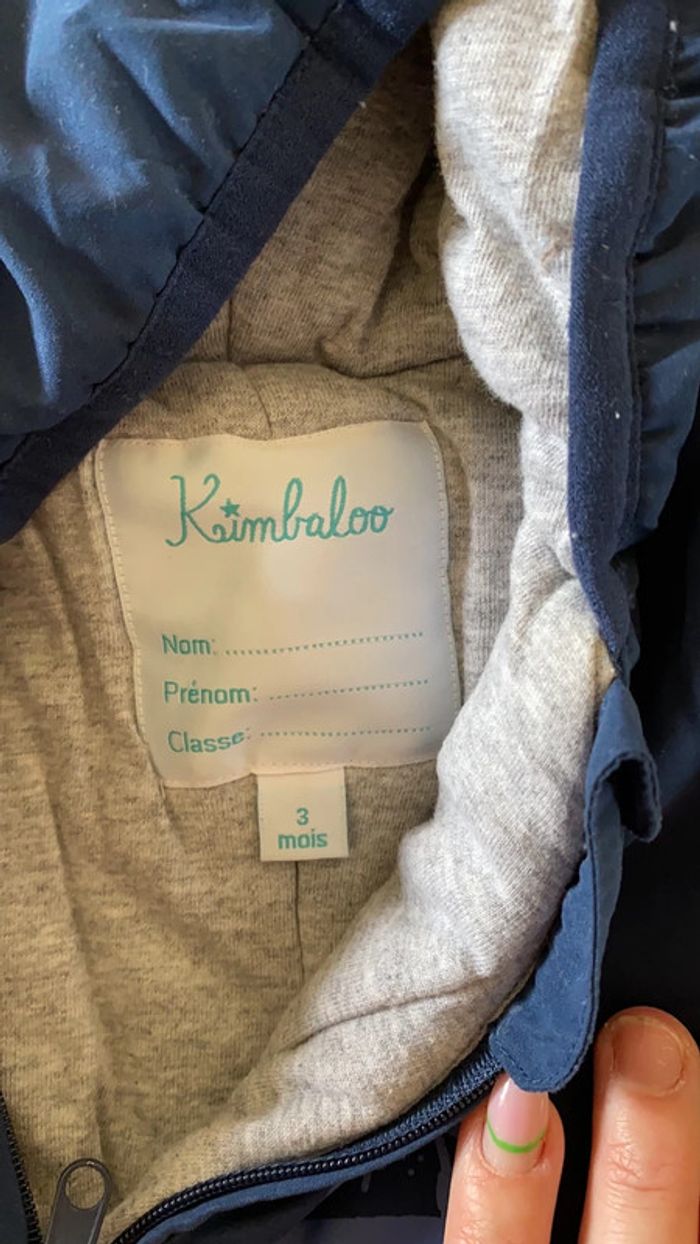 Kimbaloo
Nom: ..............................
Prénom: ........................
Classe: ..........................
3
mois